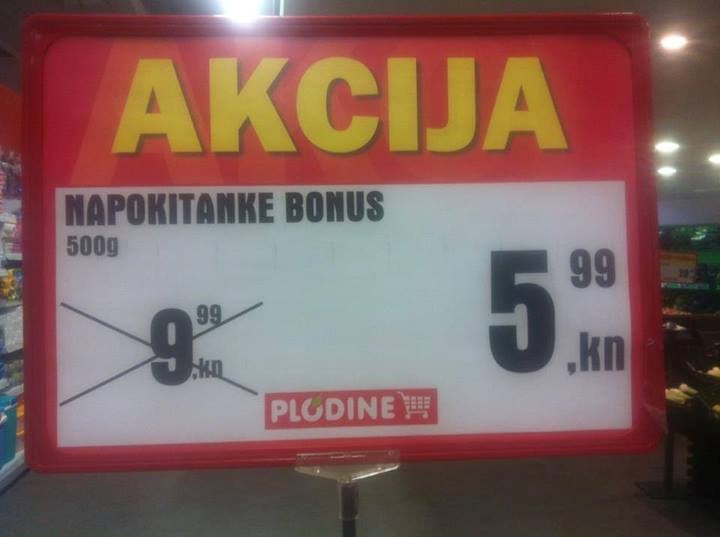 AKCIJA
NAPOKITANKE BONUS
500g
9,99 kn
5,99 kn
PLODINE